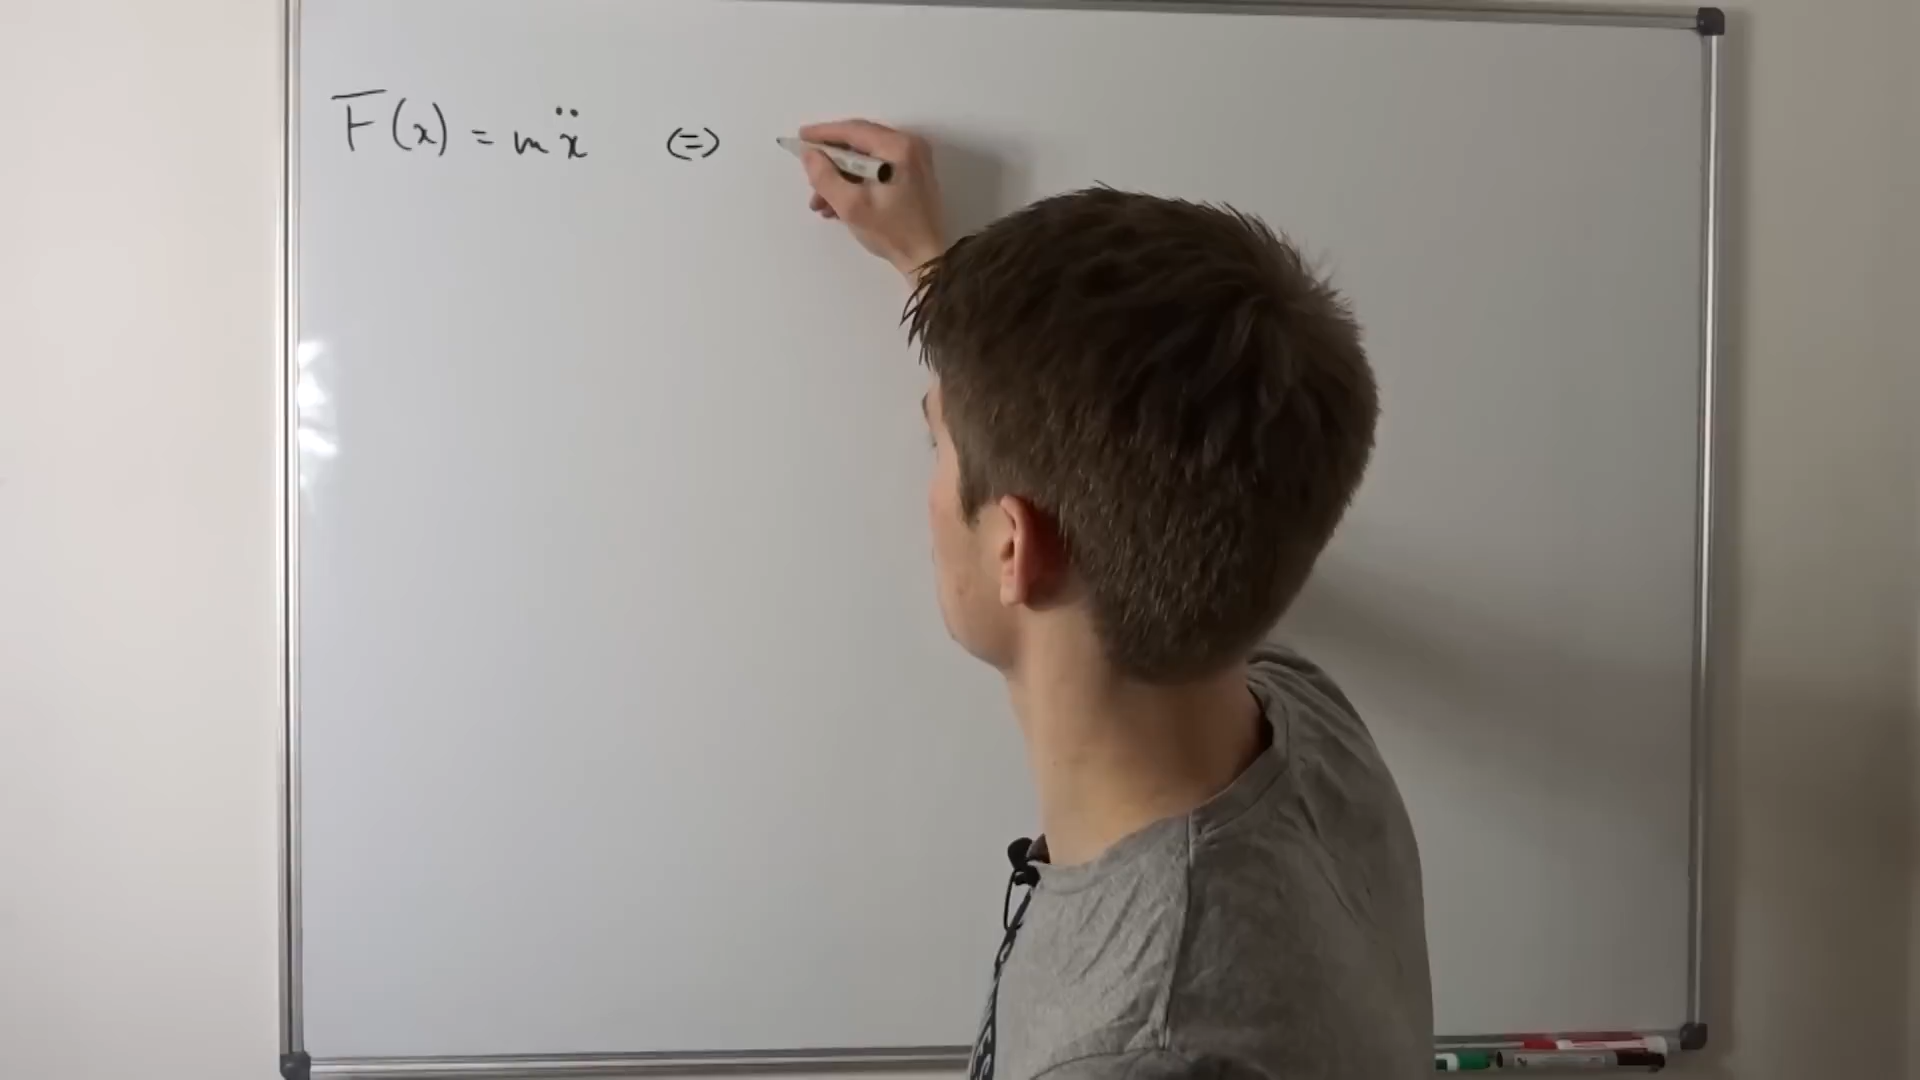 F(x) = mẍ (=)